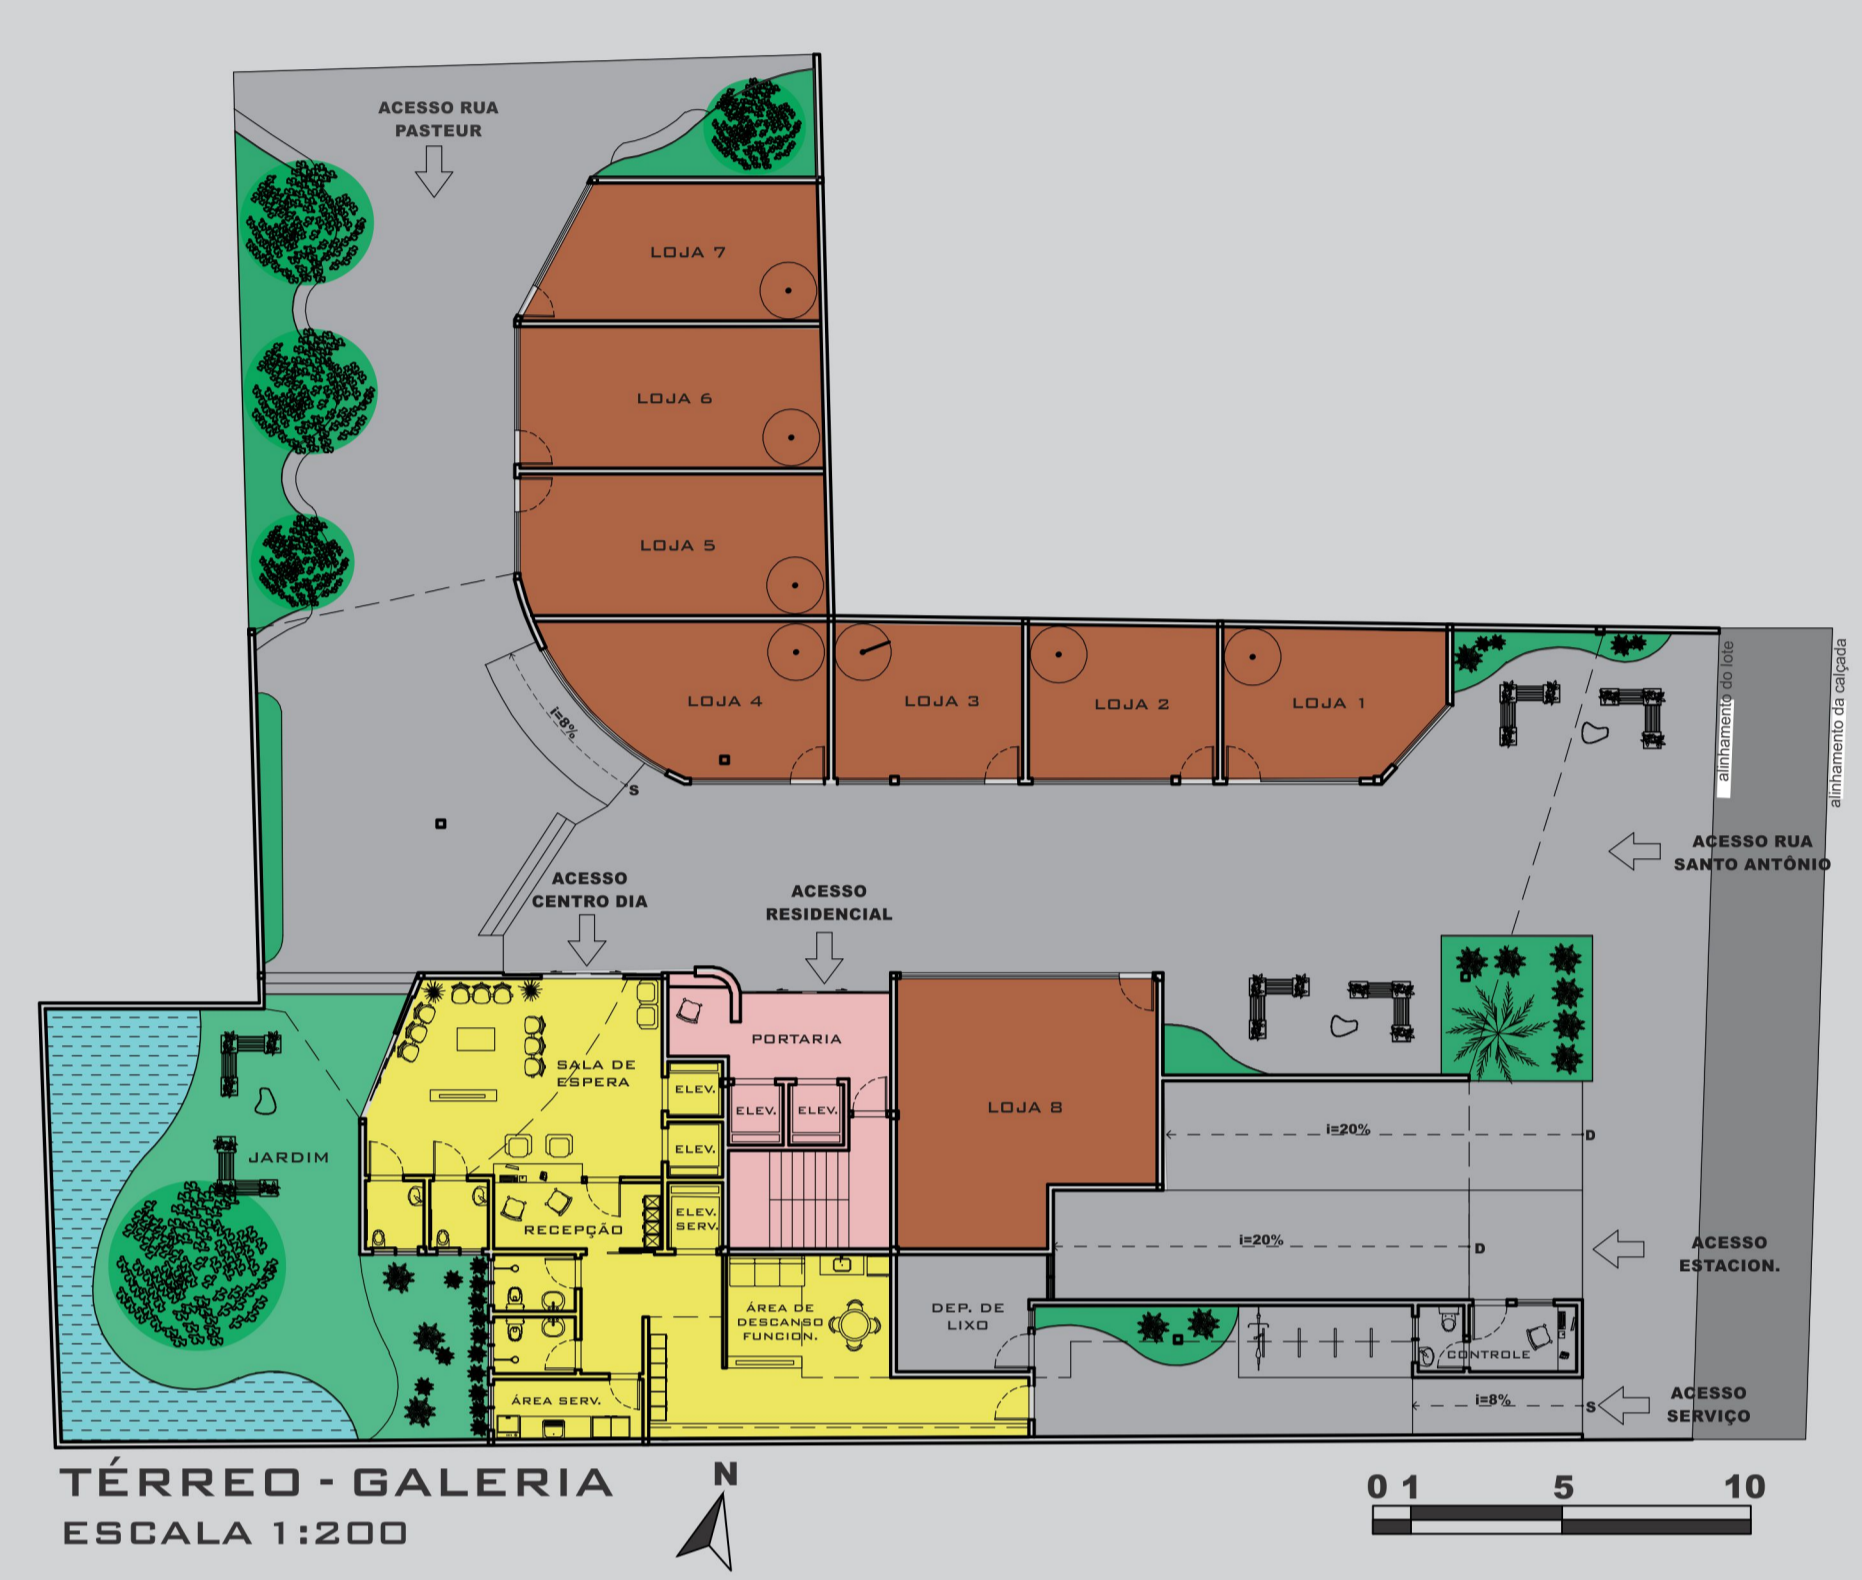 ACESSO RUA
PASTEUR
LOJA 7
LOJA 6
LOJA 5
LOJA 4
LOJA 3
LOJA 2
LOJA 1
i=8%
S
alinhamento do lote
alinhamento da calçada
ACESSO RUA
SANTO ANTÔNIO
ACESSO
CENTRO DIA
ACESSO
RESIDENCIAL
PORTARIA
SALA DE
ESPERA
ELEV.
ELEV.
ELEV.
ELEV.
ELEV.
SERV.
LOJA 8
i=20%
D
i=20%
D
JARDIM
RECEPÇÃO
ACESSO
ESTACION.
ÁREA DE
DESCANSO
FUNCION.
DEP. DE
LIXO
CONTROLE
ÁREA SERV.
i=8%
S
ACESSO
SERVIÇO
TÉRREO - GALERIA
ESCALA 1:200
N
0 1 5 10